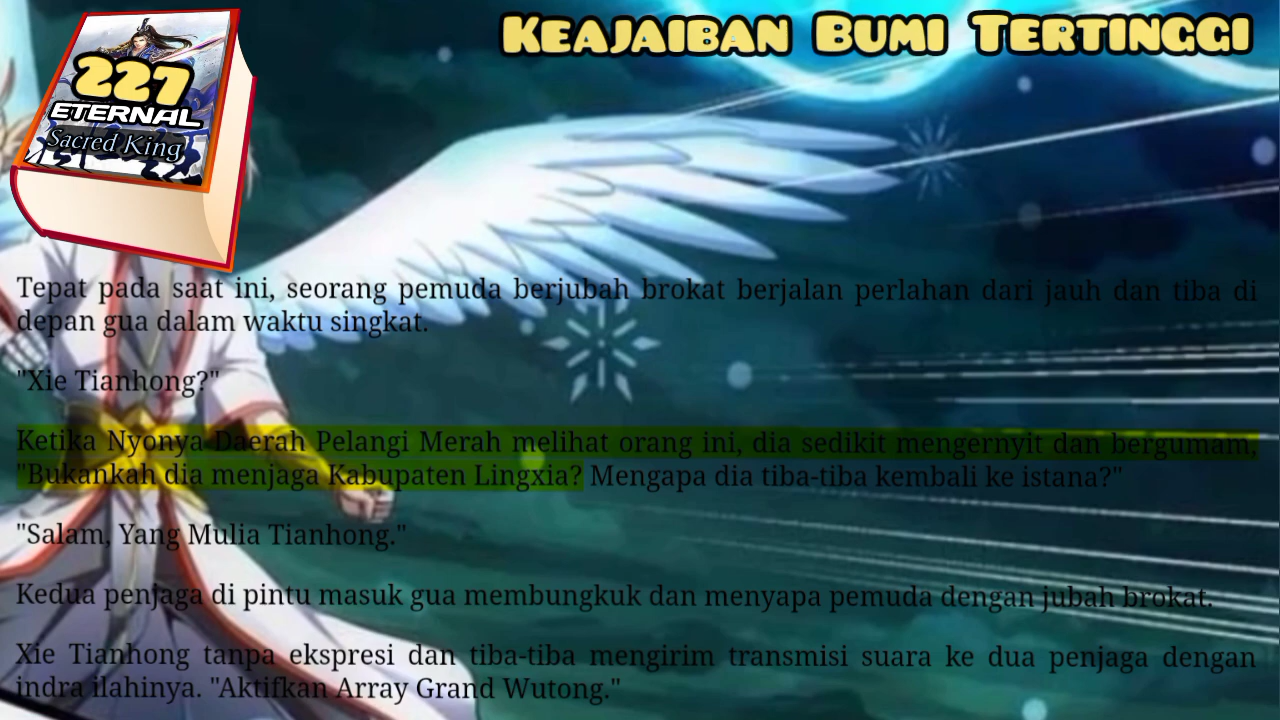 KEAJAIBAN BUMI TERTINGGI
227
ETERNAL
Sacred King
Tepat pada saat ini, seorang pemuda berjubah brokat berjalan perlahan dari jauh dan tiba di
depan gua dalam waktu singkat.
"Xie Tianhong?"
Ketika Nyonya Daerah Pelangi Merah melihat orang ini, dia sedikit mengernyit dan bergumam,
"Bukankah dia menjaga Kabupaten Lingxia? Mengapa dia tiba-tiba kembali ke istana?"
"Salam, Yang Mulia Tianhong."
Kedua penjaga di pintu masuk gua membungkuk dan menyapa pemuda dengan jubah brokat.
Xie Tianhong tanpa ekspresi dan tiba-tiba mengirim transmisi suara ke dua penjaga dengan
indra ilahinya. "Aktifkan Array Grand Wutong."